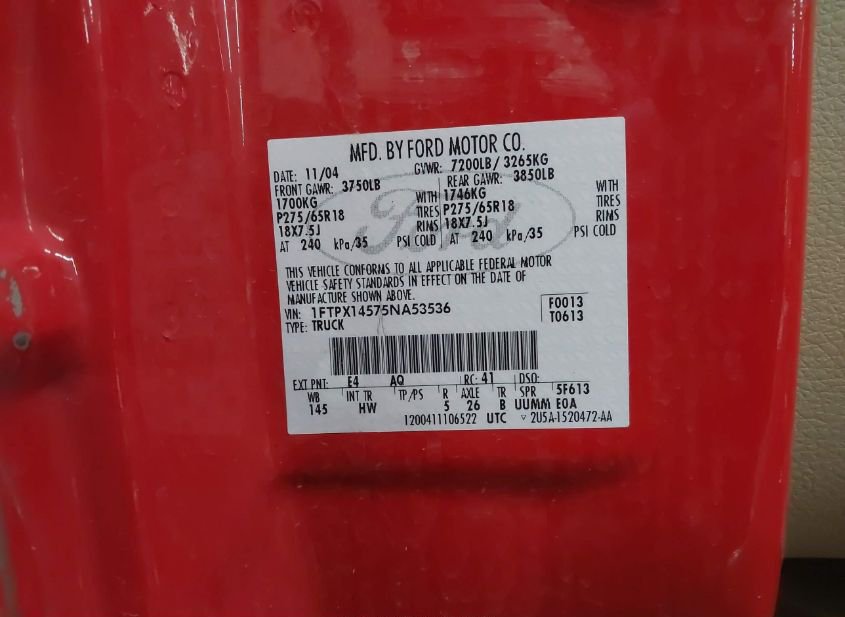 MFD. BY FORD MOTOR CO.
DATE: 11/04 GVWR: 7200LB/ 3265KG
FRONT GAWR: 3750LB REAR GAWR: 3850LB
1700KG WITH 1746KG WITH
P275/65R18 TIRES P275/65R18 TIRES
18X7.5J RIMS 18X7.5J RIMS
AT 240 kPa/35 PSI COLD AT 240 kPa/35 PSI COLD
Ford
THIS VEHICLE CONFORMS TO ALL APPLICABLE FEDERAL MOTOR
VEHICLE SAFETY STANDARDS IN EFFECT ON THE DATE OF
MANUFACTURE SHOWN ABOVE.
VIN: 1FTPX14575NA53536 F0013
TYPE: TRUCK T0613
EXT PNT: E4 AQ RC: 41 DSO:
WB INT TR TP/PS R AXLE TR SPR 5F613
145 HW 5 26 B UUMM E0A
1200411106522 UTC 2U5A-1520472-AA